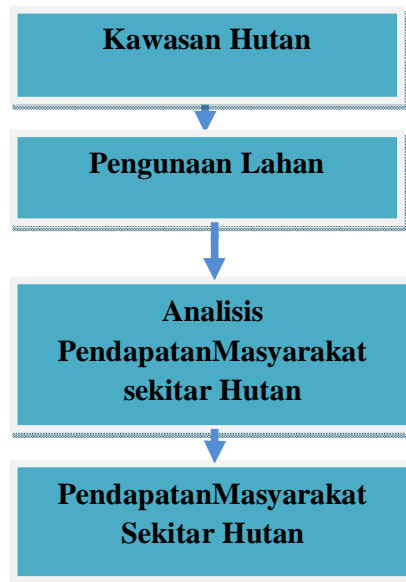 Kawasan Hutan
Pengunaan Lahan
Analisis
PendapatanMasyarakat
sekitar Hutan
PendapatanMasyarakat
Sekitar Hutan